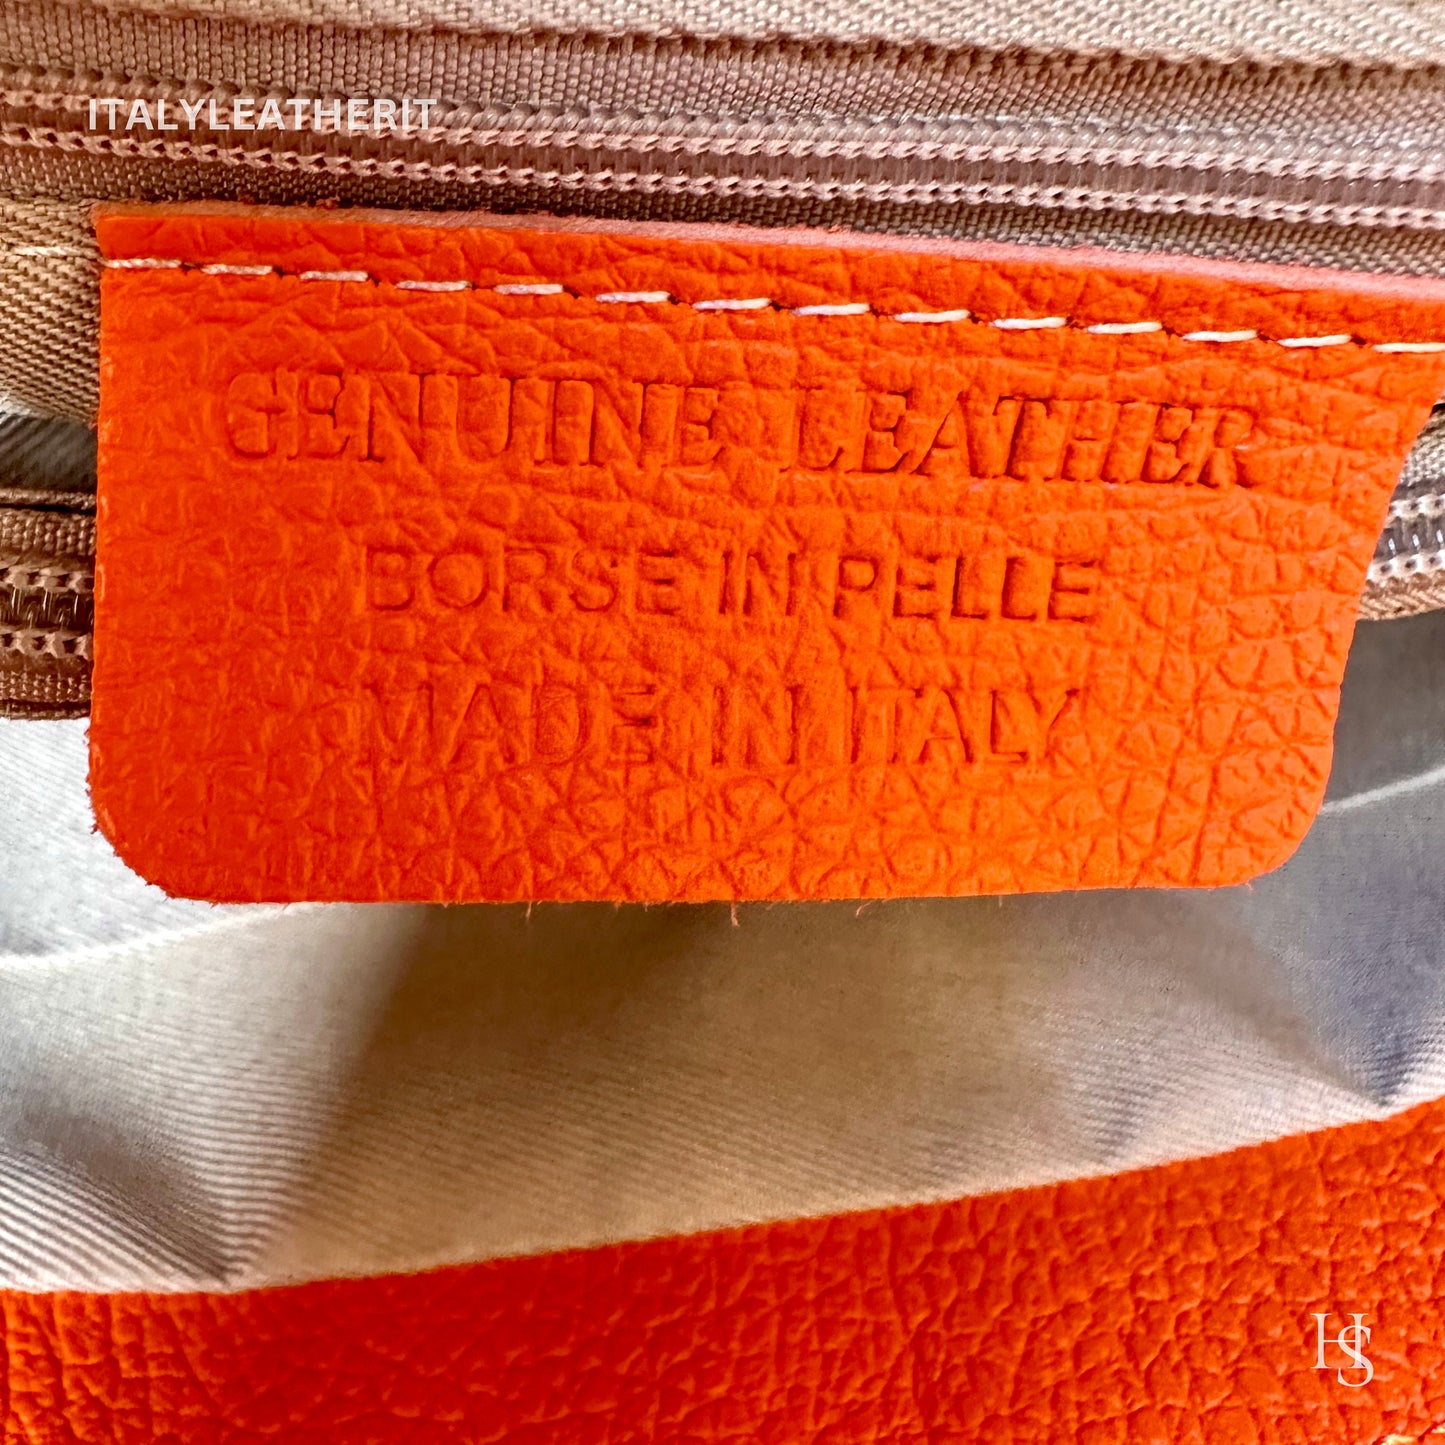 ITALYLEATHERIT
GENUINE LEATHER
BORSE IN PELLE
MADE IN ITALY
HS